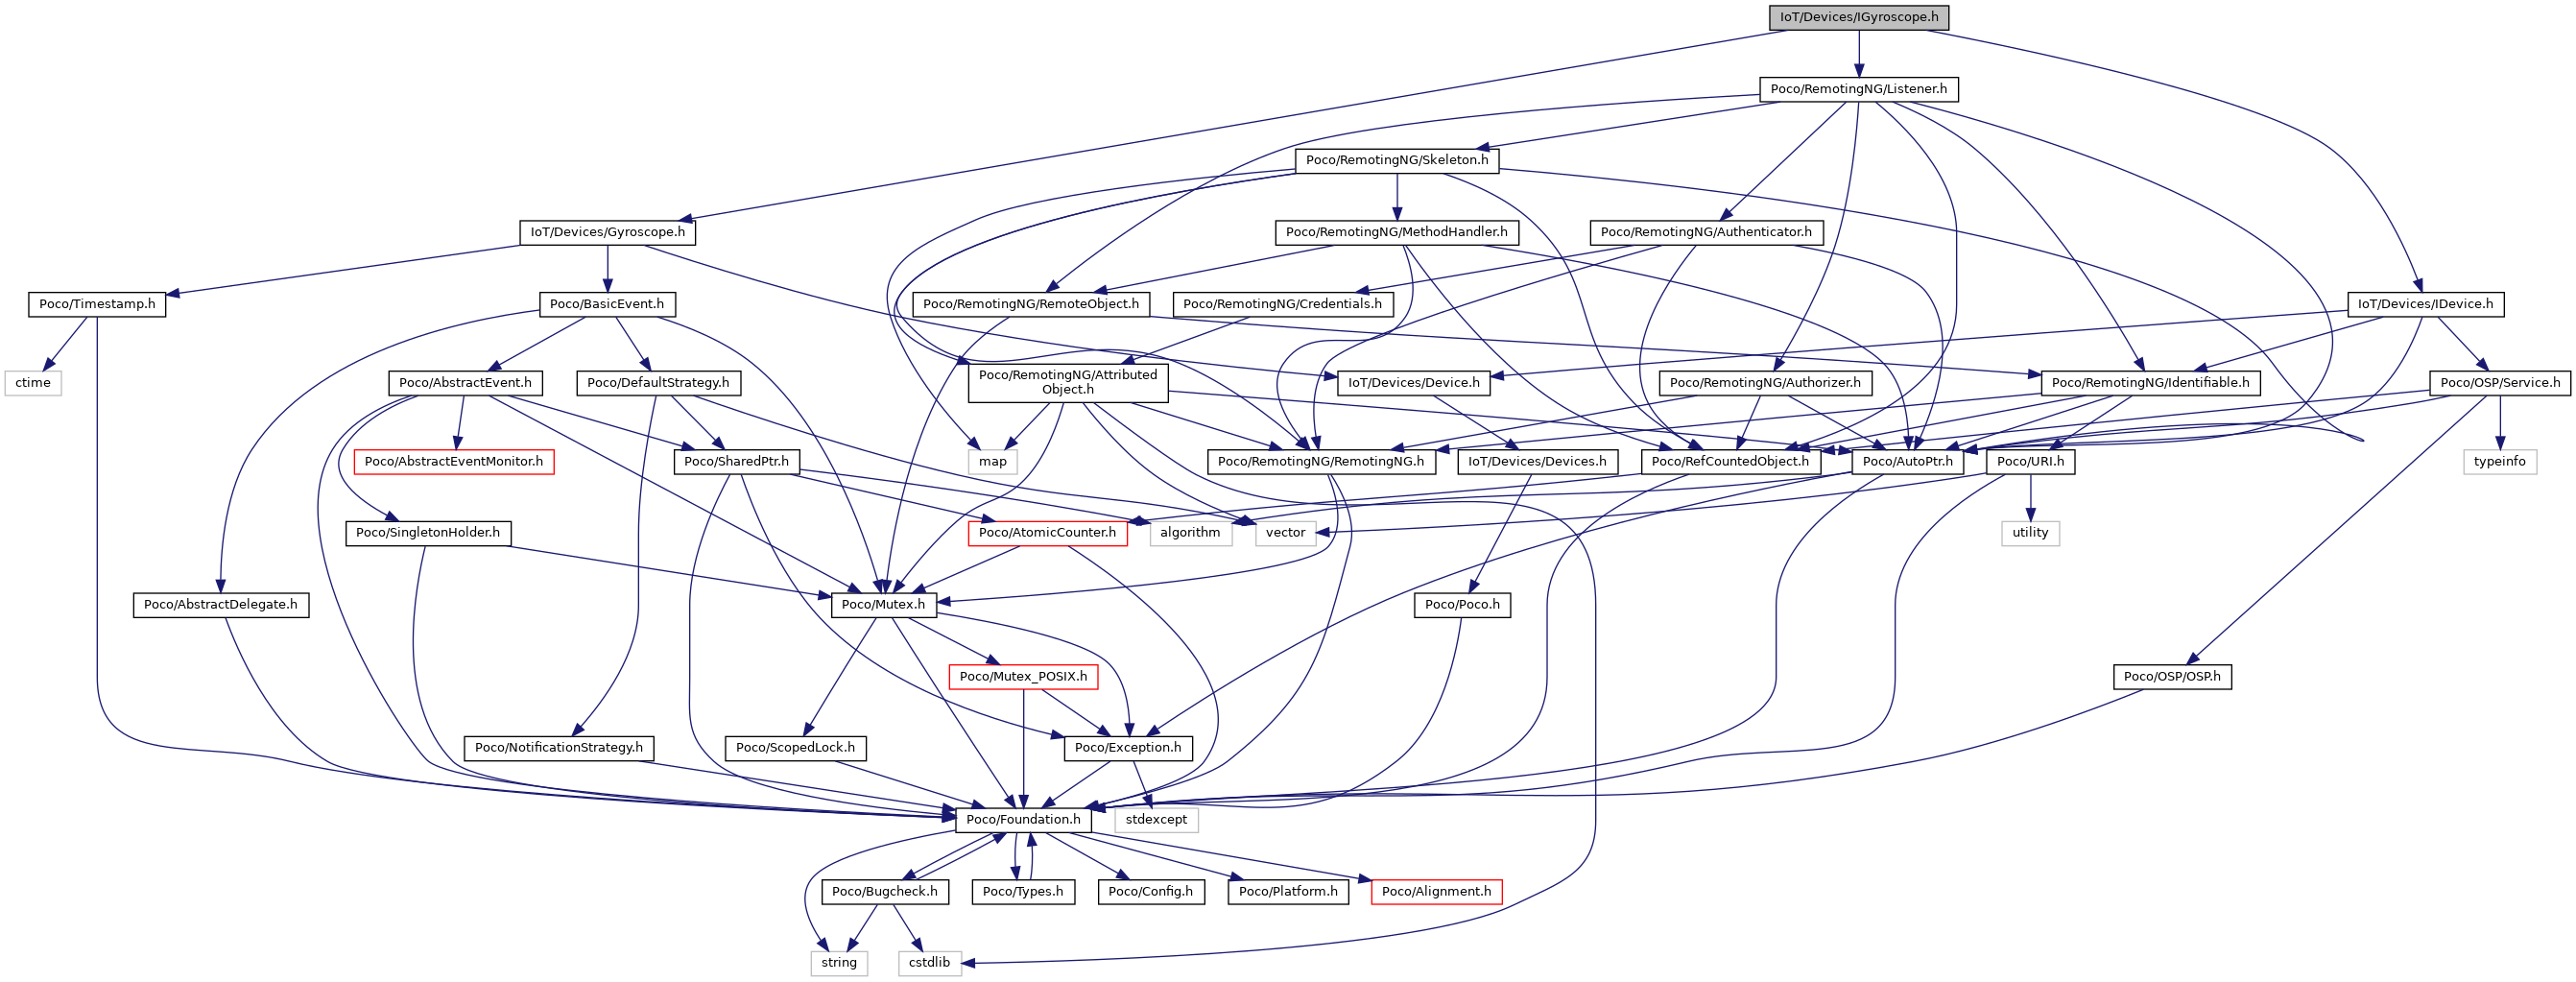 IoT/Devices/IGyroscope.h
Poco/RemotingNG/Listener.h
Poco/RemotingNG/Skeleton.h
IoT/Devices/Gyroscope.h
Poco/RemotingNG/MethodHandler.h
Poco/RemotingNG/Authenticator.h
Poco/Timestamp.h
Poco/BasicEvent.h
Poco/RemotingNG/RemoteObject.h
Poco/RemotingNG/Credentials.h
IoT/Devices/IDevice.h
ctime
Poco/AbstractEvent.h
Poco/DefaultStrategy.h
Poco/RemotingNG/Attributed
Object.h
IoT/Devices/Device.h
Poco/RemotingNG/Authorizer.h
Poco/RemotingNG/Identifiable.h
Poco/OSP/Service.h
Poco/AbstractEventMonitor.h
Poco/SharedPtr.h
map
Poco/RemotingNG/RemotingNG.h
IoT/Devices/Devices.h
Poco/RefCountedObject.h
Poco/AutoPtr.h
Poco/URI.h
typeinfo
Poco/SingletonHolder.h
Poco/AtomicCounter.h
algorithm
vector
utility
Poco/AbstractDelegate.h
Poco/Mutex.h
Poco/Poco.h
Poco/Mutex_POSIX.h
Poco/OSP/OSP.h
Poco/NotificationStrategy.h
Poco/ScopedLock.h
Poco/Exception.h
Poco/Foundation.h
stdexcept
Poco/Bugcheck.h
Poco/Types.h
Poco/Config.h
Poco/Platform.h
Poco/Alignment.h
string
cstdlib